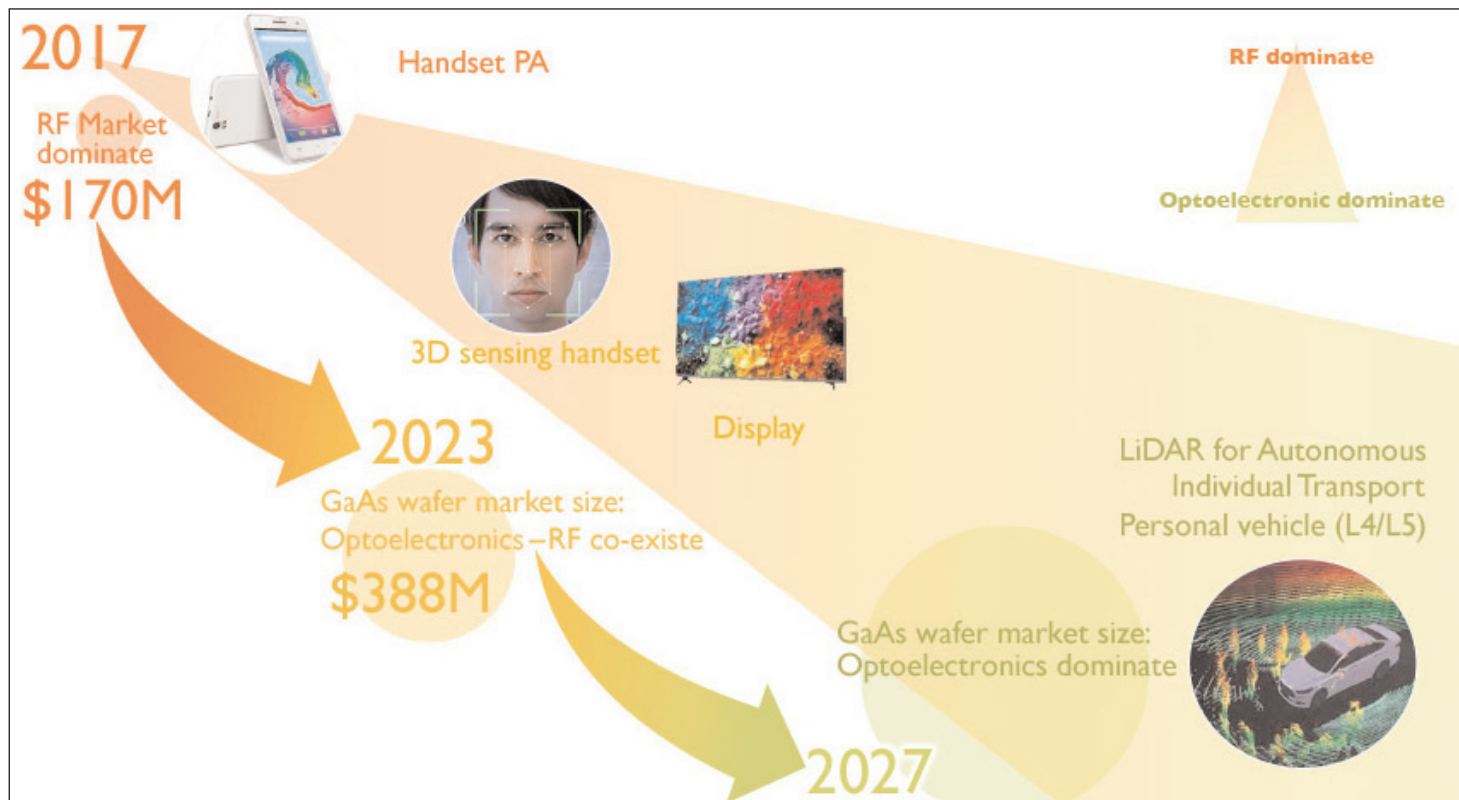 2017
Handset PA
RF dominate
RF Market
dominate
$170M
Optoelectronic dominate
3D sensing handset
Display
2023
GaAs wafer market size:
Optoelectronics – RF co-existe
$388M
LiDAR for Autonomous
Individual Transport
Personal vehicle (L4/L5)
GaAs wafer market size:
Optoelectronics dominate
2027